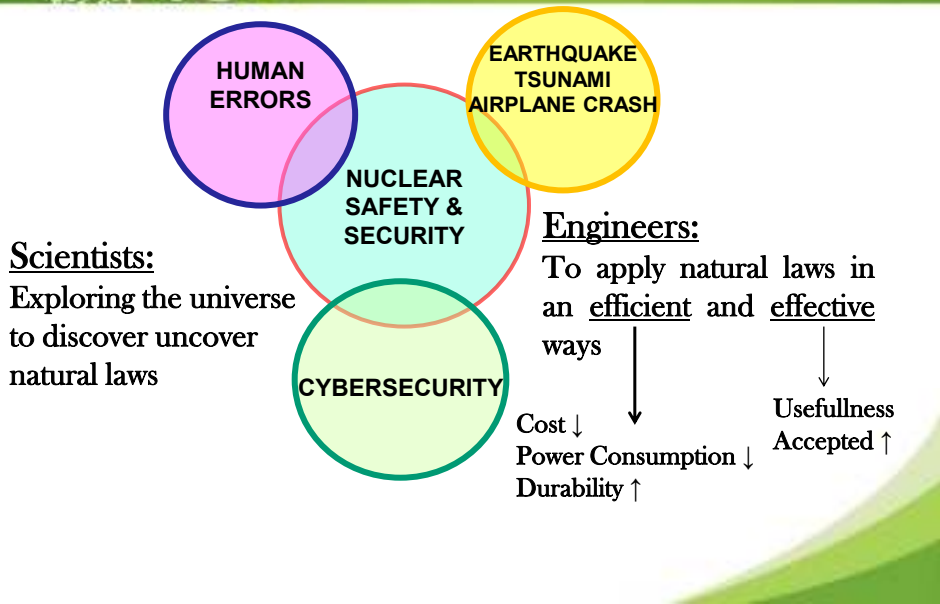 HUMAN
ERRORS
EARTHQUAKE
TSUNAMI
AIRPLANE CRASH
NUCLEAR
SAFETY &
SECURITY
CYBERSECURITY
Scientists:
Exploring the universe
to discover uncover
natural laws
Engineers:
To apply natural laws in
an efficient and effective
ways
Cost ↓
Power Consumption ↓
Durability ↑
Usefullness
Accepted ↑